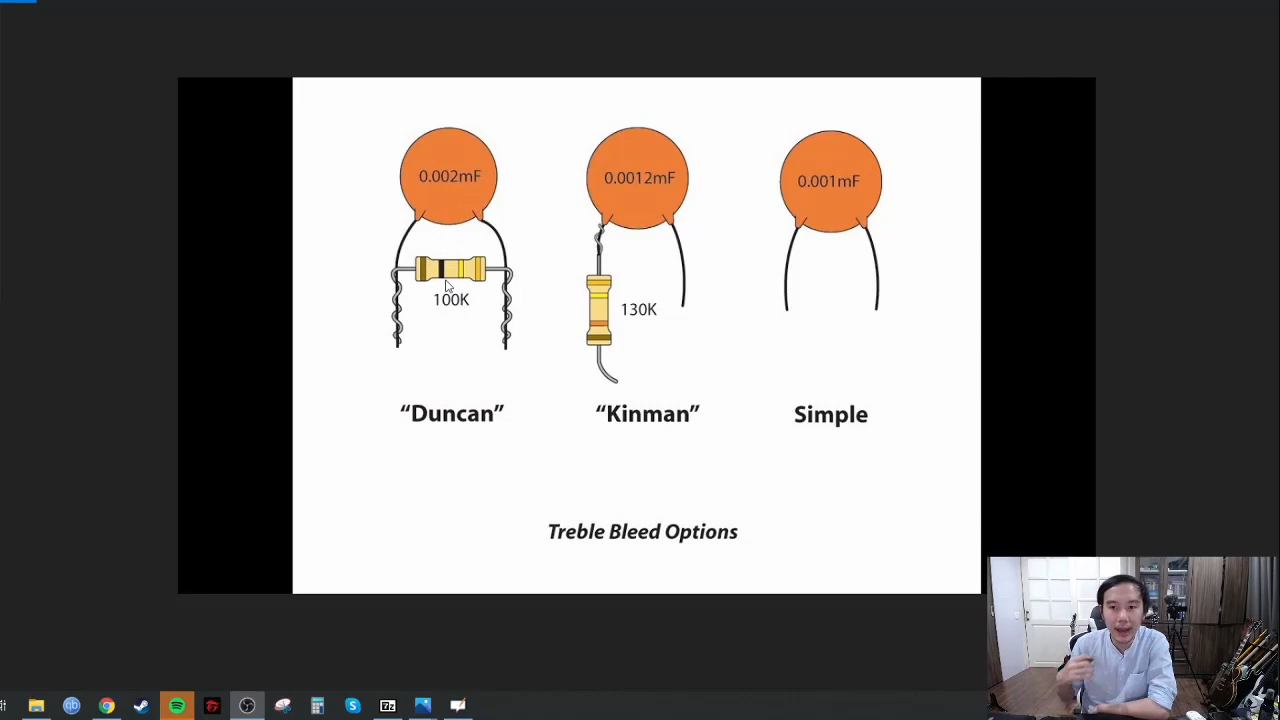 0.002mF
0.0012mF
0.001mF
100K
130K
“Duncan”
“Kinman”
Simple
Treble Bleed Options